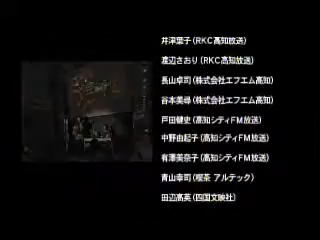 井津葉子(RKC高知放送)
渡辺さおり(RKC高知放送)
長山卓司(株式会社エフエム高知)
谷本美尋(株式会社エフエム高知)
戸田健史(高知シティFM放送)
中野由起子(高知シティFM放送)
有澤美奈子(高知シティFM放送)
青山幸司(喫茶 アルテック)
田辺高英(四国文映社)